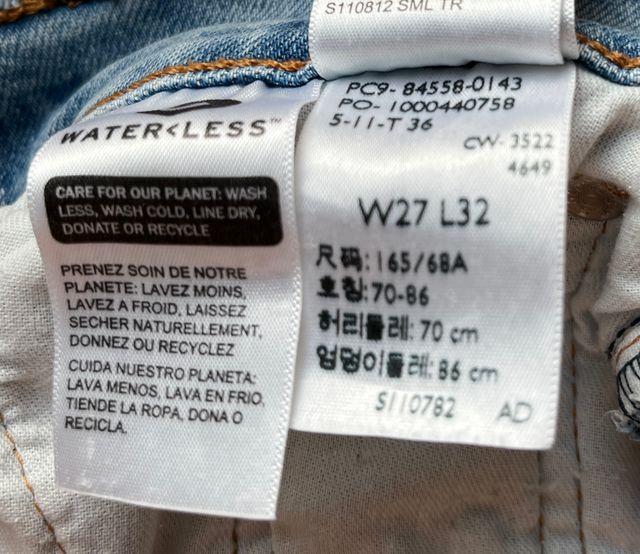 S110812 SML TR
WATER<LESS™
CARE FOR OUR PLANET: WASH
LESS, WASH COLD, LINE DRY,
DONATE OR RECYCLE
PRENEZ SOIN DE NOTRE
PLANETE: LAVEZ MOINS,
LAVEZ A FROID, LAISSEZ
SECHER NATURELLEMENT,
DONNEZ OU RECYCLEZ
CUIDA NUESTRO PLANETA:
LAVA MENOS, LAVA EN FRIO,
TIENDE LA ROPA, DONA O
RECICLA.
PC9- 84558-0143
PO- 1000440758
5-11-T 36
CW- 3522
4649
W27 L32
尺码: 165/68A
호칭: 70-86
허리둘레: 70 cm
엉덩이둘레: 86 cm
S110782 AD